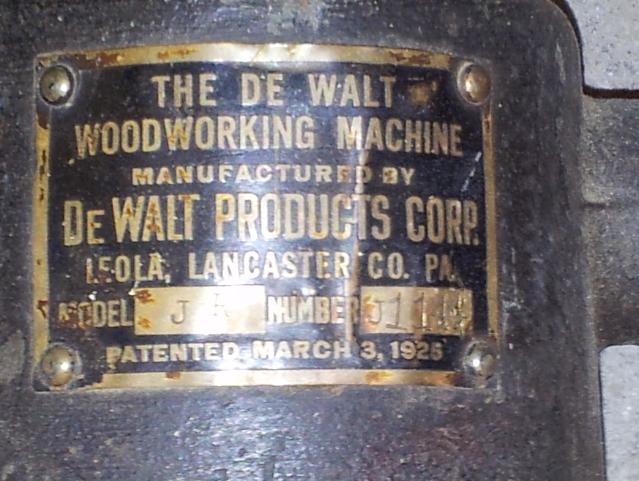 THE DE WALT
WOODWORKING MACHINE
MANUFACTURED BY
DE WALT PRODUCTS CORP.
LEOLA, LANCASTER CO. PA.
MODEL J NUMBER
PATENTED MARCH 3, 1925